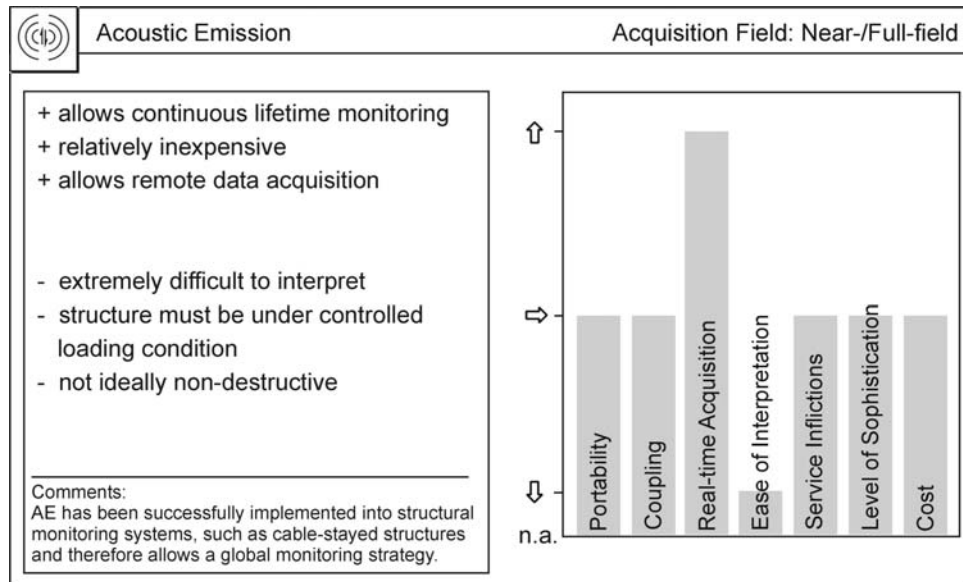 Acoustic Emission
Acquisition Field: Near-/Full-field
+ allows continuous lifetime monitoring
+ relatively inexpensive
+ allows remote data acquisition
- extremely difficult to interpret
- structure must be under controlled
loading condition
- not ideally non-destructive
Comments:
AE has been successfully implemented into structural
monitoring systems, such as cable-stayed structures
and therefore allows a global monitoring strategy.
n.a.
Portability
Coupling
Real-time Acquisition
Ease of Interpretation
Service Inflictions
Level of Sophistication
Cost